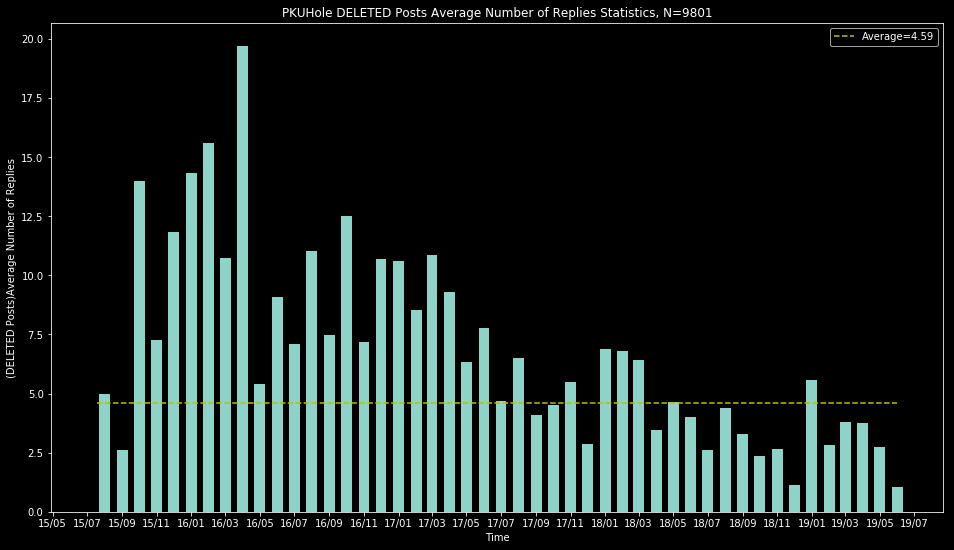 PKUHole DELETED Posts Average Number of Replies Statistics, N=9801
Average=4.59
(DELETED Posts)Average Number of Replies
20.0
17.5
15.0
12.5
10.0
7.5
5.0
2.5
0.0
15/05 15/07 15/09 15/11 16/01 16/03 16/05 16/07 16/09 16/11 17/01 17/03 17/05 17/07 17/09 17/11 18/01 18/03 18/05 18/07 18/09 18/11 19/01 19/03 19/05 19/07
Time